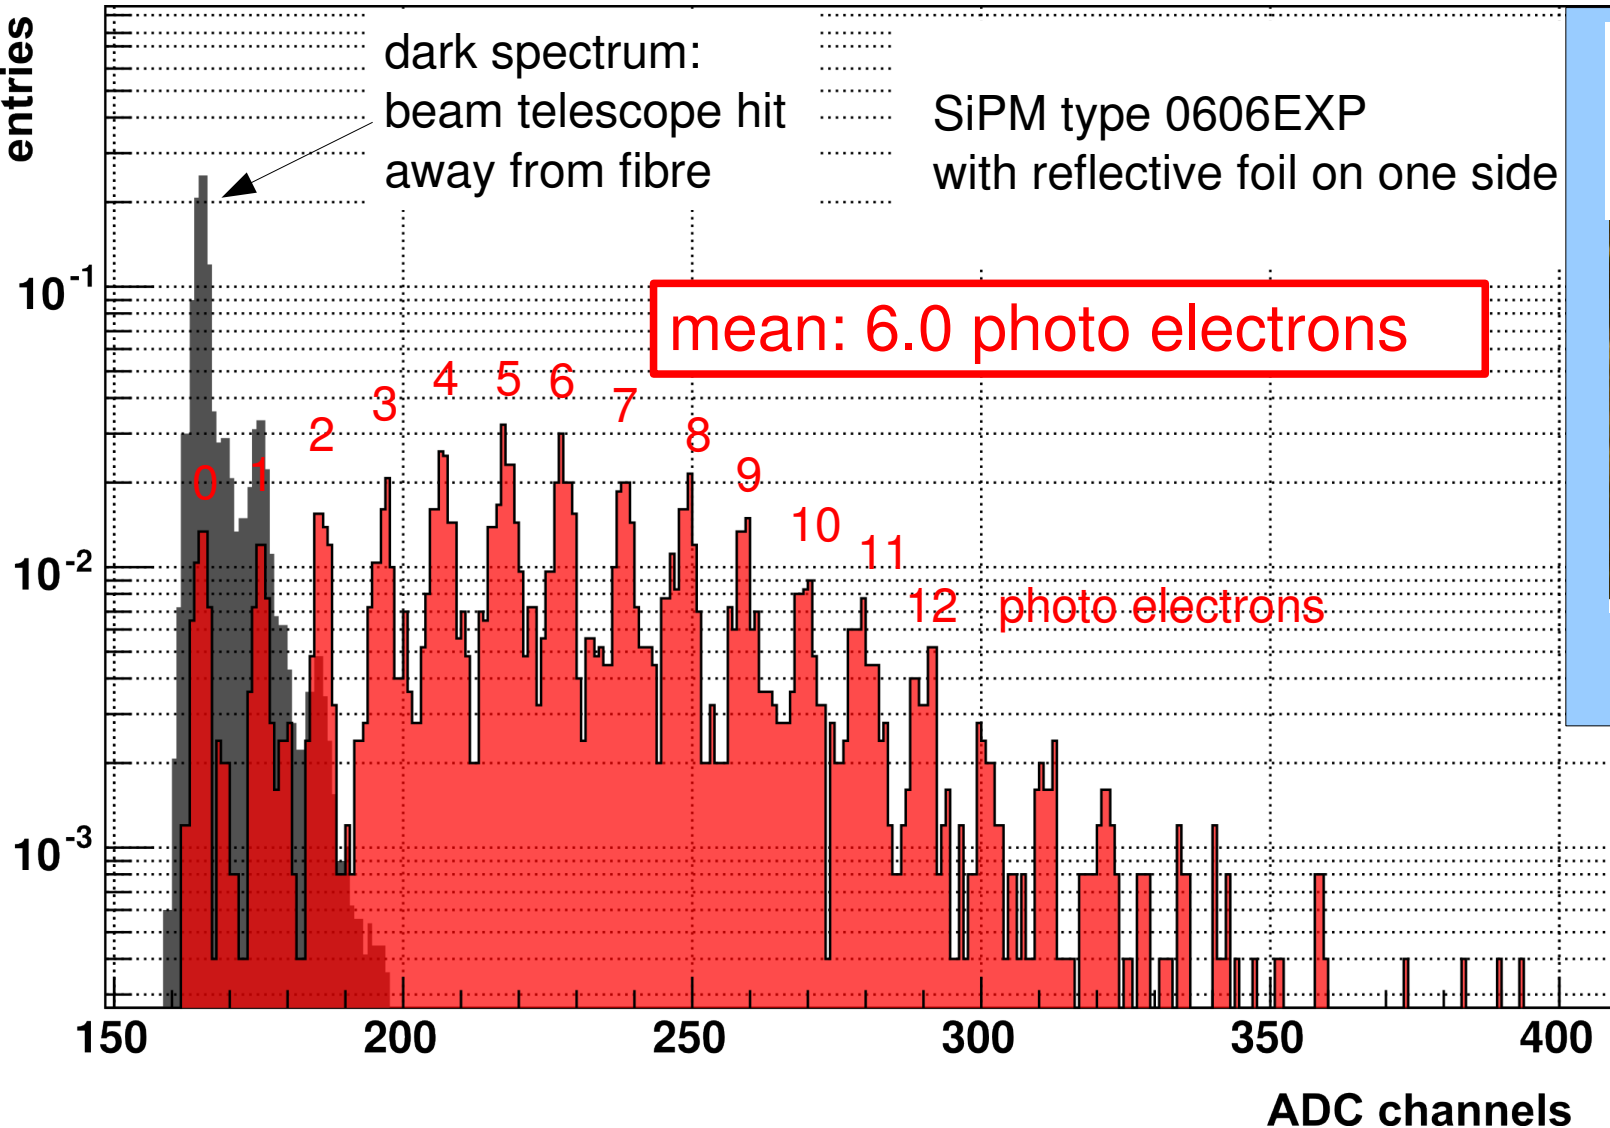 entries
dark spectrum:
beam telescope hit
away from fibre
SiPM type 0606EXP
with reflective foil on one side
mean: 6.0 photo electrons
10-1
10-2
10-3
0 1 2 3 4 5 6 7 8 9 10 11 12 photo electrons
150 200 250 300 350 400
ADC channels